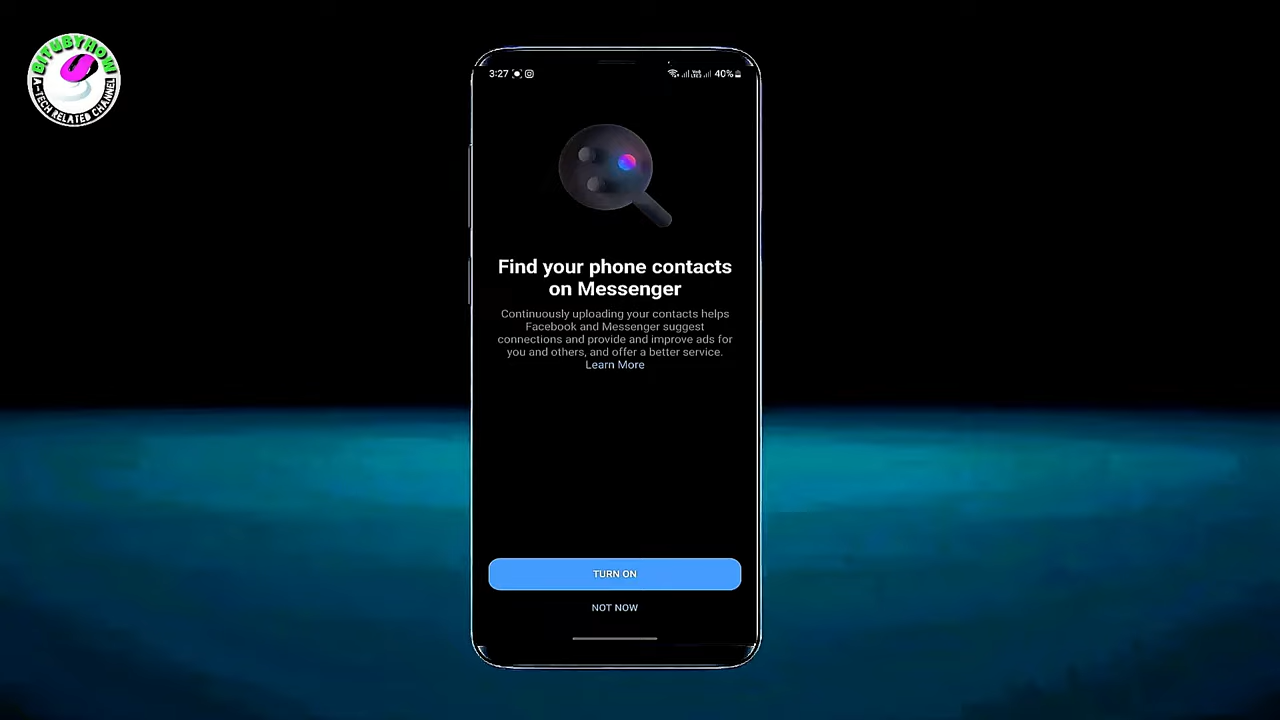 BITUBYHOW
A-TECH RELATED CHANNEL
3:27
40%
Find your phone contacts
on Messenger
Continuously uploading your contacts helps
Facebook and Messenger suggest
connections and provide and improve ads for
you and others, and offer a better service.
Learn More
TURN ON
NOT NOW